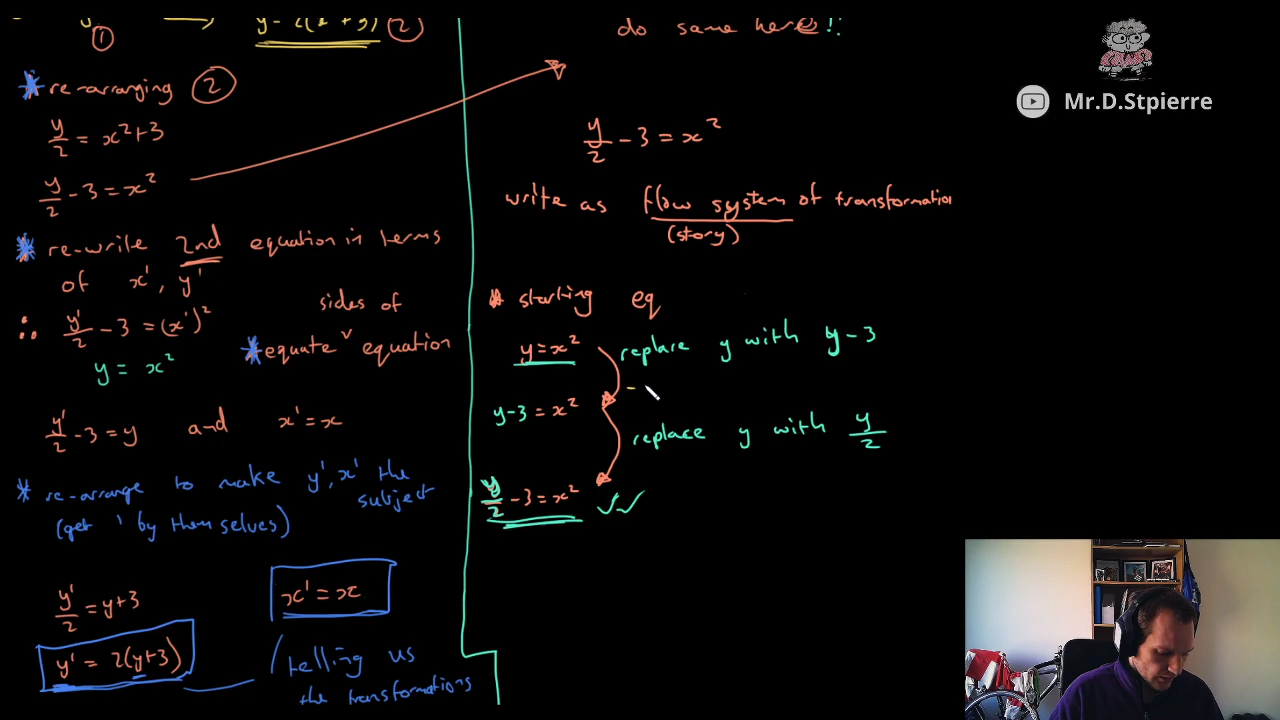 y ⟶ y = 2(x² + 3) ②
①
* re-arranging ②
y/2 = x² + 3
y/2 - 3 = x²
* re-write 2nd equation in terms
of x', y'
∴ y'/2 - 3 = (x')²
y = x²
sides of
* equate ˅ equation
y'/2 - 3 = y and x' = x
* re-arrange to make y', x' the
subject
(get ' by themselves)
y'/2 = y+3
x' = x
y' = 2(y+3)
telling us
the transformations
do same here!!
y/2 - 3 = x²
write as flow system of transformation
(story)
* starting eq
y = x² replace y with y - 3
y - 3 = x²
replace y with y/2
y/2 - 3 = x² ✓✓
Mr.D.Stpierre